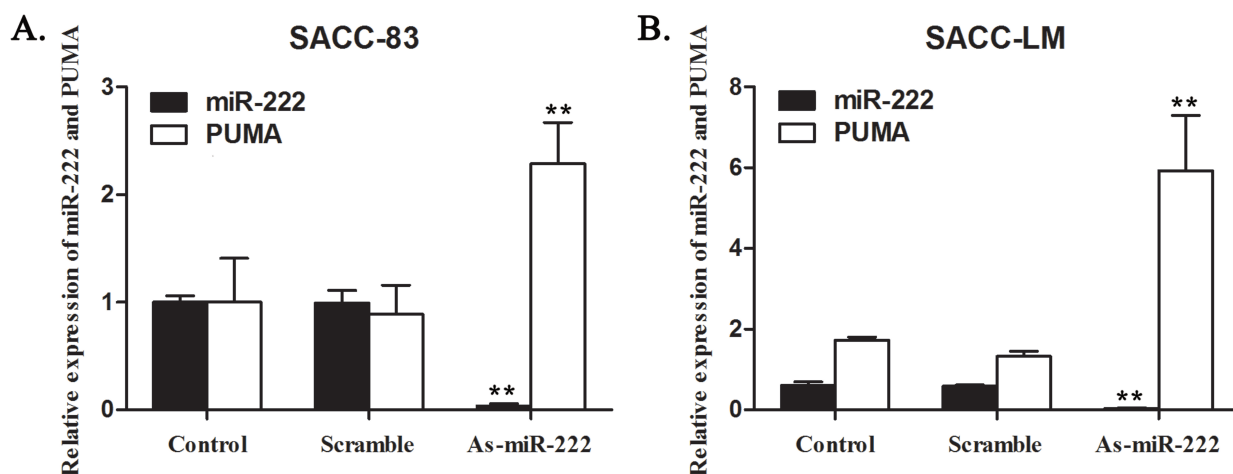 A.
SACC-83
Relative expression of miR-222 and PUMA
miR-222
PUMA
3
2
1
0
**
**
Control
Scramble
As-miR-222
B.
SACC-LM
Relative expression of miR-222 and PUMA
miR-222
PUMA
8
6
4
2
0
**
**
Control
Scramble
As-miR-222